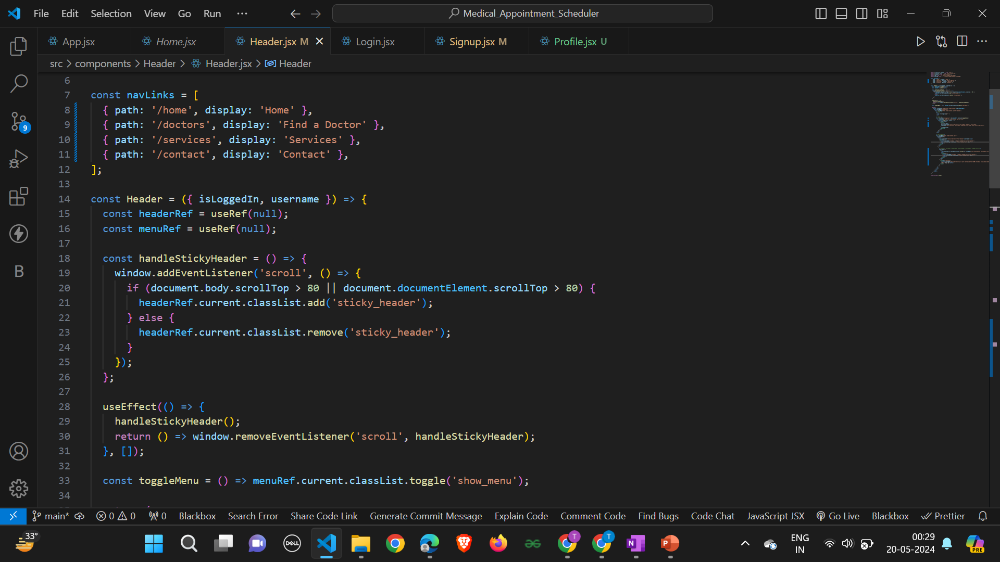 File Edit Selection View Go Run ··· Medical_Appointment_Scheduler
App.jsx Home.jsx Header.jsx M Login.jsx Signup.jsx M Profile.jsx U
src > components > Header > Header.jsx > Header
6
7 const navLinks = [
8 { path: '/home', display: 'Home' },
9 { path: '/doctors', display: 'Find a Doctor' },
10 { path: '/services', display: 'Services' },
11 { path: '/contact', display: 'Contact' },
12 ];
13
14 const Header = ({ isLoggedIn, username }) => {
15 const headerRef = useRef(null);
16 const menuRef = useRef(null);
17
18 const handleStickyHeader = () => {
19 window.addEventListener('scroll', () => {
20 if (document.body.scrollTop > 80 || document.documentElement.scrollTop > 80) {
21 headerRef.current.classList.add('sticky_header');
22 } else {
23 headerRef.current.classList.remove('sticky_header');
24 }
25 });
26 };
27
28 useEffect(() => {
29 handleStickyHeader();
30 return () => window.removeEventListener('scroll', handleStickyHeader);
31 }, []);
32
33 const toggleMenu = () => menuRef.current.classList.toggle('show_menu');
34
9
B
main* 0 0 0 Blackbox Search Error Share Code Link Generate Commit Message Explain Code Comment Code Find Bugs Code Chat JavaScript JSX Go Live Blackbox Prettier
33° DELL T T N P ENG IN 00:29 20-05-2024 PRE